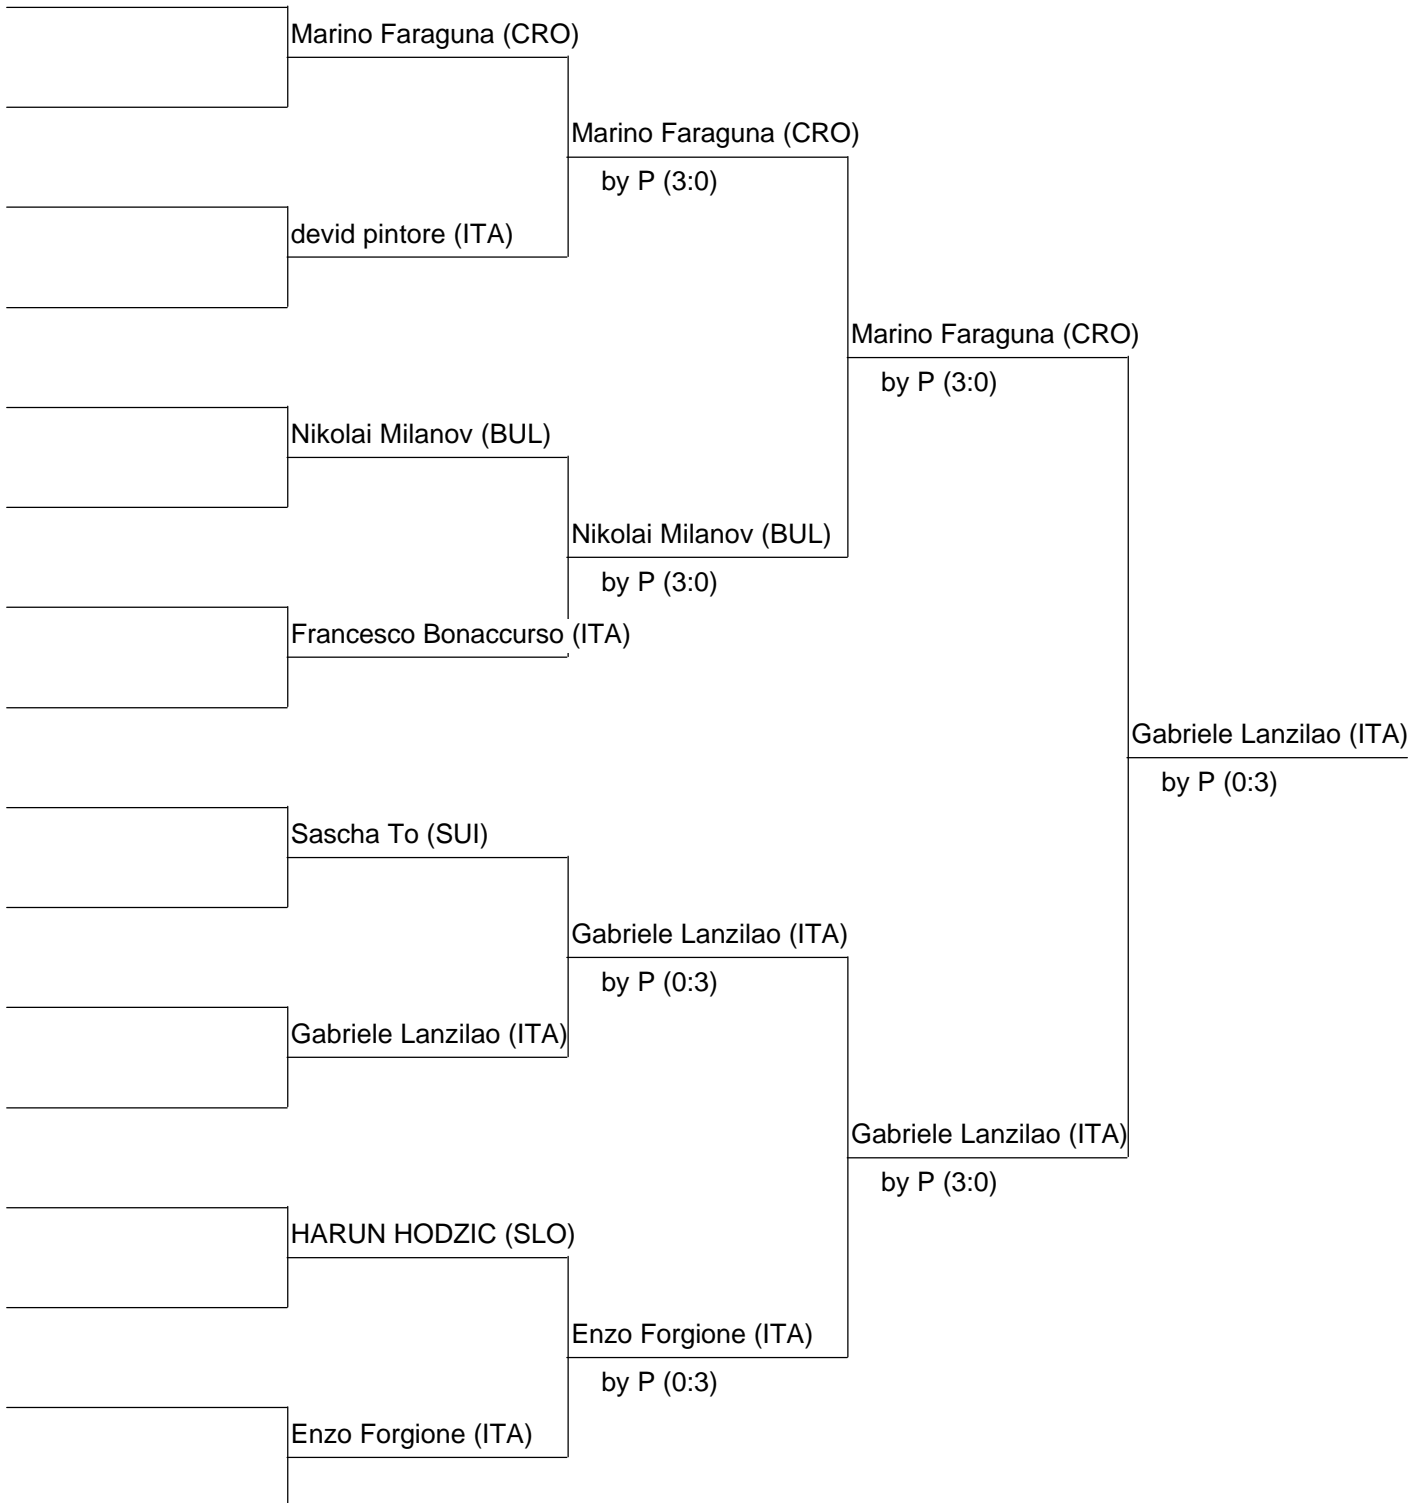 Marino Faraguna (CRO)
Marino Faraguna (CRO)
by P (3:0)
devid pintore (ITA)
Marino Faraguna (CRO)
by P (3:0)
Nikolai Milanov (BUL)
Nikolai Milanov (BUL)
by P (3:0)
Francesco Bonaccurso (ITA)
Gabriele Lanzilao (ITA)
by P (0:3)
Sascha To (SUI)
Gabriele Lanzilao (ITA)
by P (0:3)
Gabriele Lanzilao (ITA)
Gabriele Lanzilao (ITA)
by P (3:0)
HARUN HODZIC (SLO)
Enzo Forgione (ITA)
by P (0:3)
Enzo Forgione (ITA)